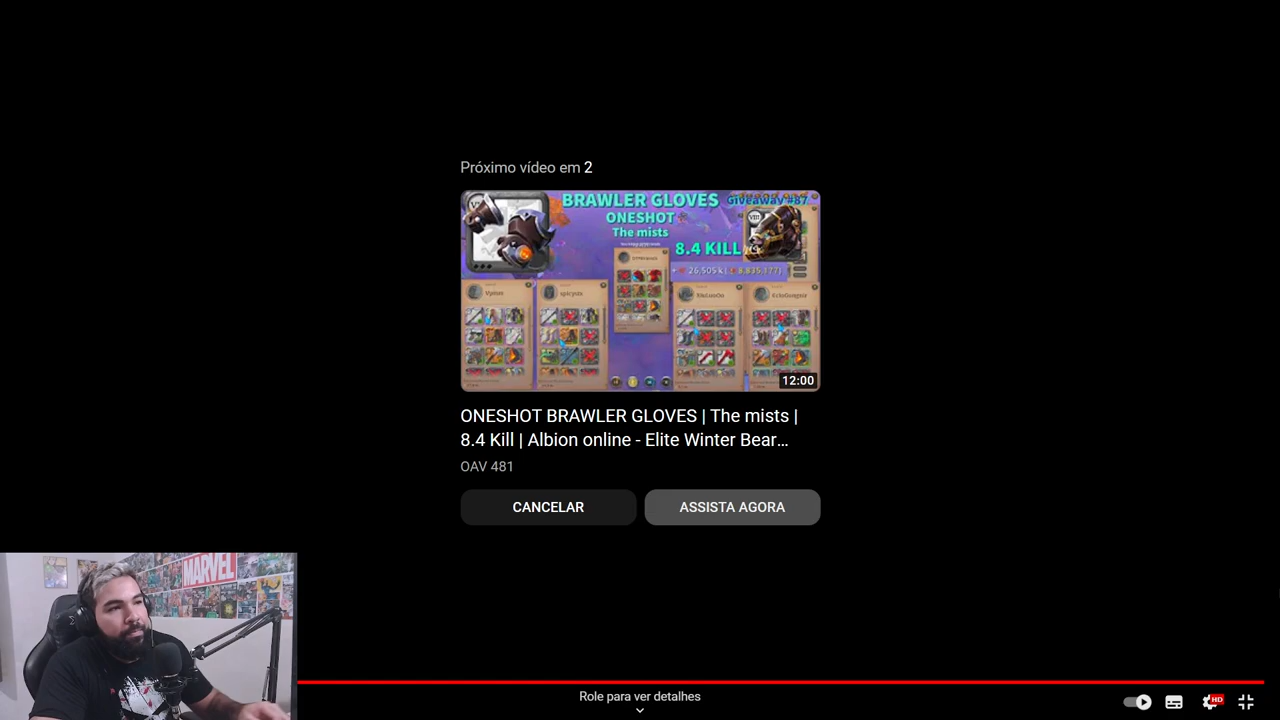 Próximo vídeo em 2
BRAWLER GLOVES
Giveaway #87
ONESHOT
The mists
8.4 KILL
VIII
12:00
ONESHOT BRAWLER GLOVES | The mists |
8.4 Kill | Albion online - Elite Winter Bear...
OAV 481
CANCELAR
ASSISTA AGORA
MARVEL
Role para ver detalhes
HD